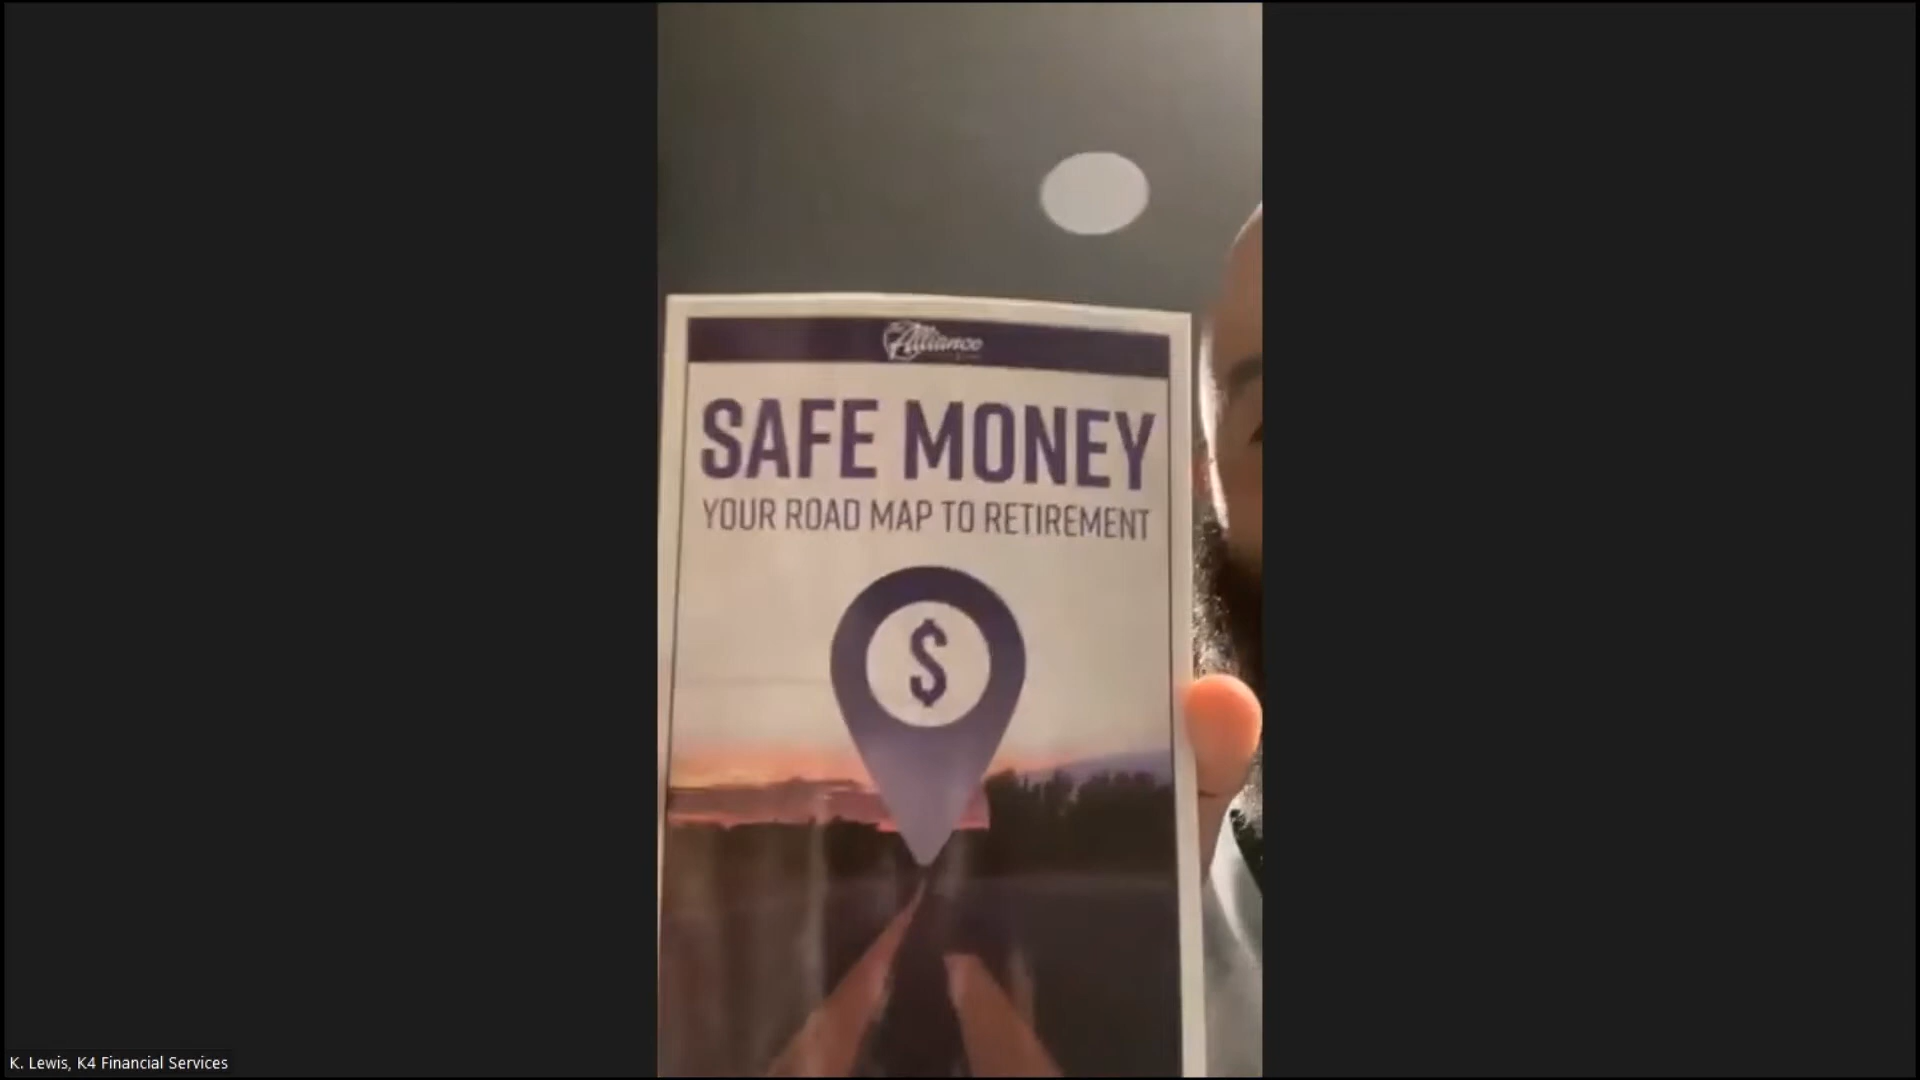 Alliance
SAFE MONEY
YOUR ROAD MAP TO RETIREMENT
$
K. Lewis, K4 Financial Services